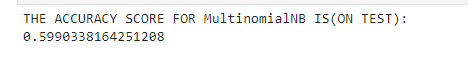 THE ACCURACY SCORE FOR MultinomialNB IS(ON TEST):
0.5990338164251208